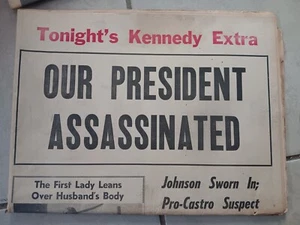 Tonight's Kennedy Extra
OUR PRESIDENT
ASSASSINATED
The First Lady Leans
Over Husband's Body
Johnson Sworn In;
Pro-Castro Suspect